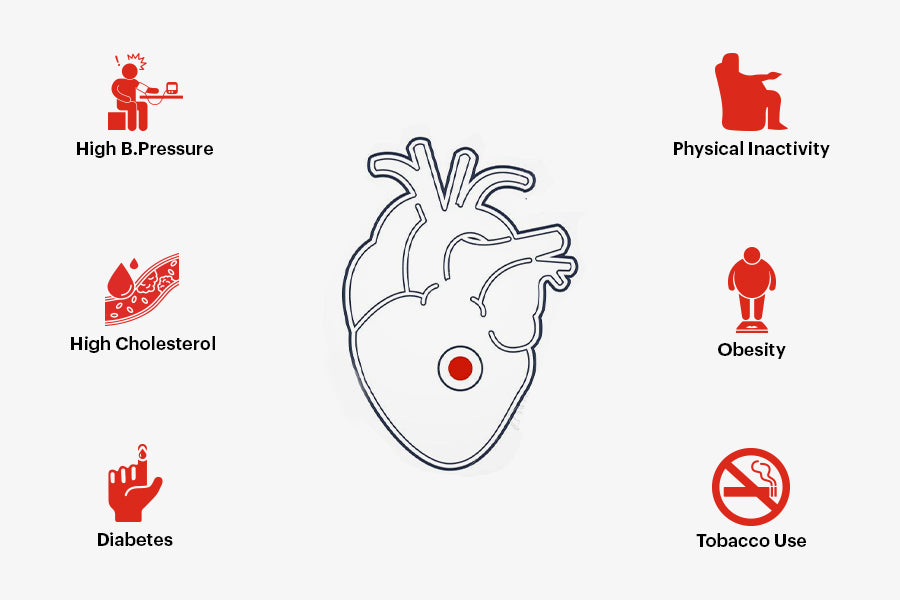 High B.Pressure
Physical Inactivity
High Cholesterol
Obesity
Diabetes
Tobacco Use